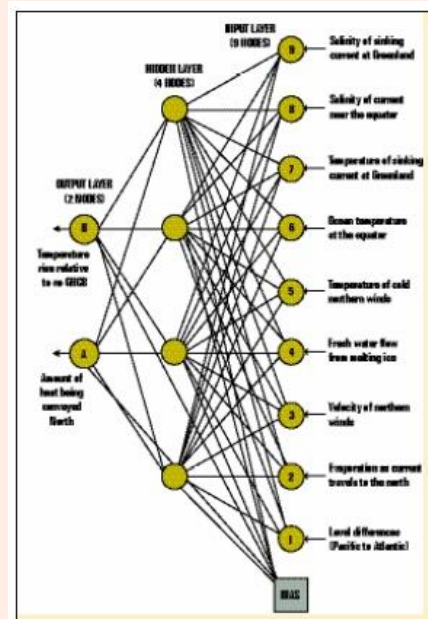 INPUT LAYER
(9 NODES)
9
Salinity of sinking
current at Greenland
HIDDEN LAYER
(4 NODES)
8
Salinity of current
near the equator
7
Temperature of sinking
current at Greenland
OUTPUT LAYER
(2 NODES)
B
Temperature
rise relative
to no
6
Ocean temperature
at the equator
5
Temperature of cold
northern winds
A
Amount of
heat being
conveyed
North
4
Fresh water flow
from melting ice
3
Velocity of northern
winds
2
Evaporation as current
travels to the north
1
Level differences
(Pacific to Atlantic)
BIAS